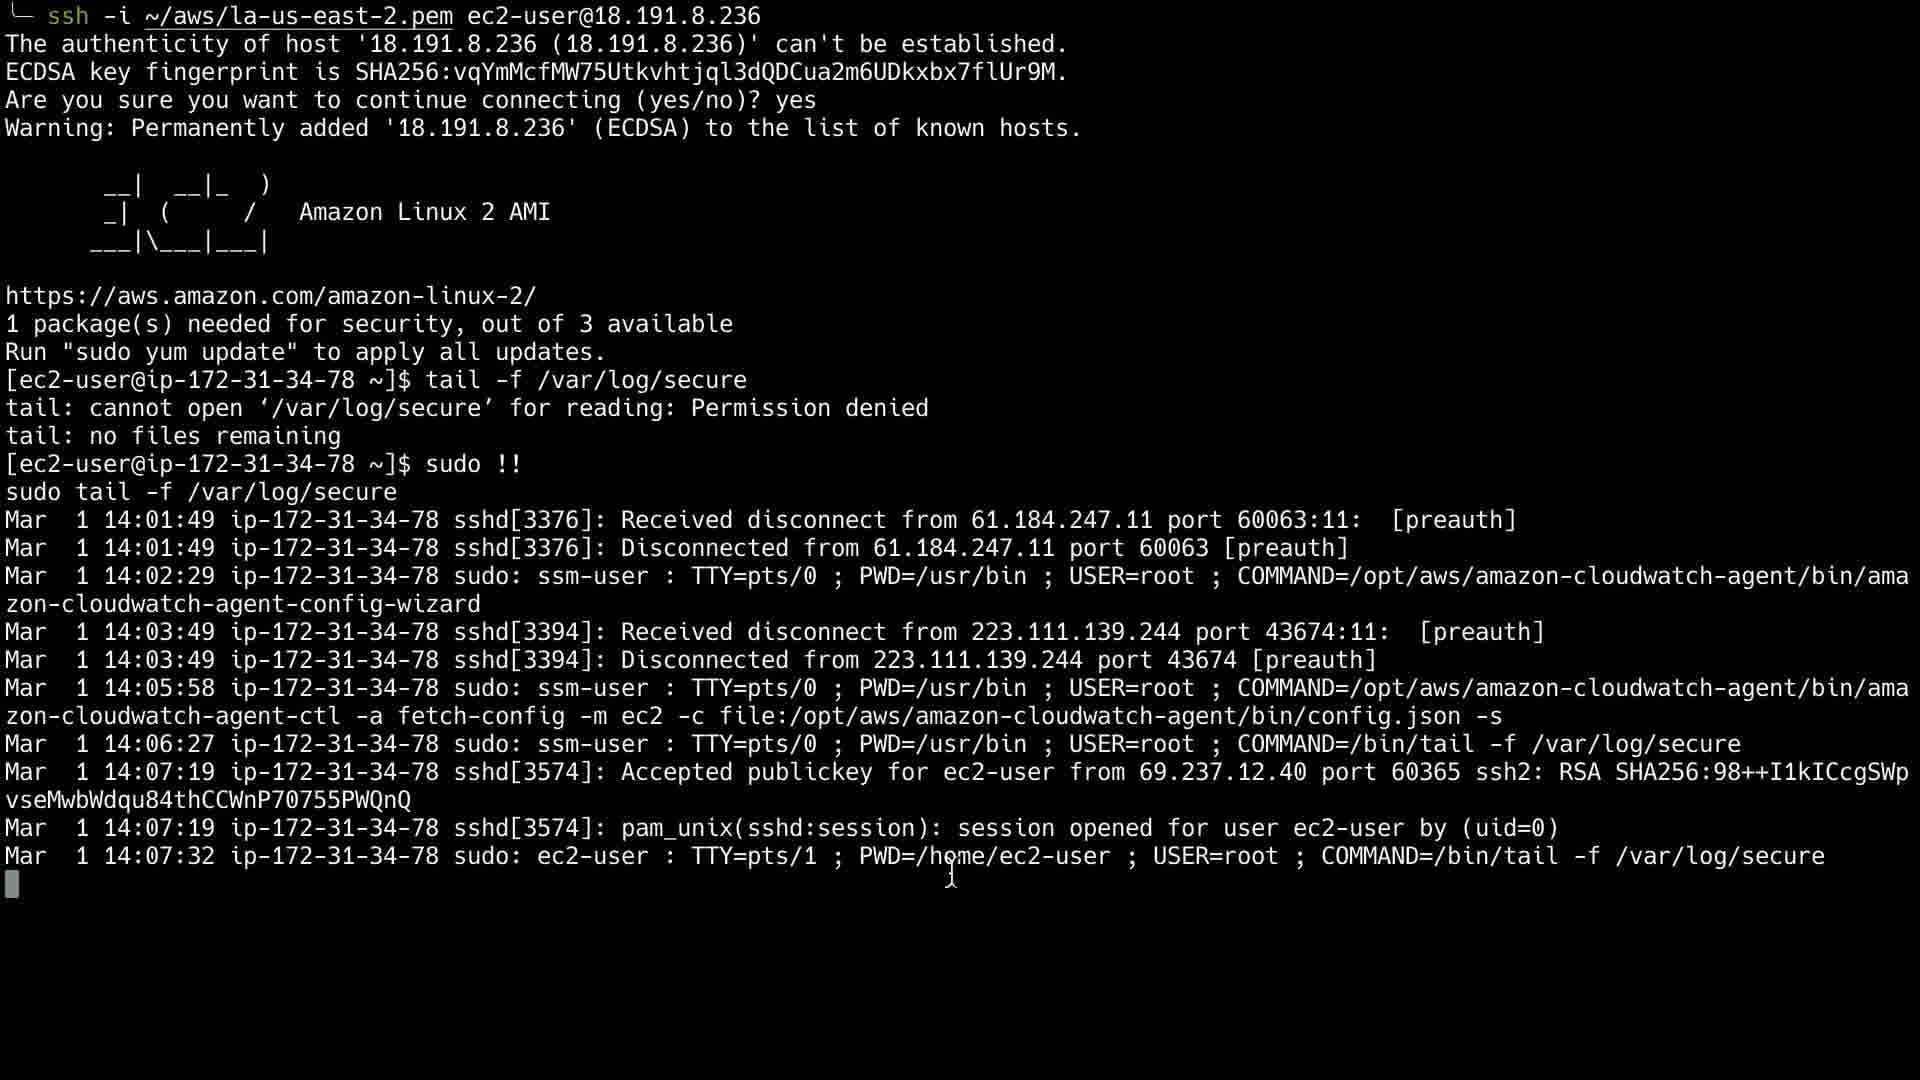 ╰─ ssh -i ~/aws/la-us-east-2.pem ec2-user@18.191.8.236
The authenticity of host '18.191.8.236 (18.191.8.236)' can't be established.
ECDSA key fingerprint is SHA256:vqYmMcfMW75Utkvhtjql3dQDCua2m6UDkxbx7flUr9M.
Are you sure you want to continue connecting (yes/no)? yes
Warning: Permanently added '18.191.8.236' (ECDSA) to the list of known hosts.

       __|  __|_  )
       _|  (     /   Amazon Linux 2 AMI
      ___|\___|___|

https://aws.amazon.com/amazon-linux-2/
1 package(s) needed for security, out of 3 available
Run "sudo yum update" to apply all updates.
[ec2-user@ip-172-31-34-78 ~]$ tail -f /var/log/secure
tail: cannot open ‘/var/log/secure’ for reading: Permission denied
tail: no files remaining
[ec2-user@ip-172-31-34-78 ~]$ sudo !!
sudo tail -f /var/log/secure
Mar  1 14:01:49 ip-172-31-34-78 sshd[3376]: Received disconnect from 61.184.247.11 port 60063:11:  [preauth]
Mar  1 14:01:49 ip-172-31-34-78 sshd[3376]: Disconnected from 61.184.247.11 port 60063 [preauth]
Mar  1 14:02:29 ip-172-31-34-78 sudo: ssm-user : TTY=pts/0 ; PWD=/usr/bin ; USER=root ; COMMAND=/opt/aws/amazon-cloudwatch-agent/bin/ama
zon-cloudwatch-agent-config-wizard
Mar  1 14:03:49 ip-172-31-34-78 sshd[3394]: Received disconnect from 223.111.139.244 port 43674:11:  [preauth]
Mar  1 14:03:49 ip-172-31-34-78 sshd[3394]: Disconnected from 223.111.139.244 port 43674 [preauth]
Mar  1 14:05:58 ip-172-31-34-78 sudo: ssm-user : TTY=pts/0 ; PWD=/usr/bin ; USER=root ; COMMAND=/opt/aws/amazon-cloudwatch-agent/bin/ama
zon-cloudwatch-agent-ctl -a fetch-config -m ec2 -c file:/opt/aws/amazon-cloudwatch-agent/bin/config.json -s
Mar  1 14:06:27 ip-172-31-34-78 sudo: ssm-user : TTY=pts/0 ; PWD=/usr/bin ; USER=root ; COMMAND=/bin/tail -f /var/log/secure
Mar  1 14:07:19 ip-172-31-34-78 sshd[3574]: Accepted publickey for ec2-user from 69.237.12.40 port 60365 ssh2: RSA SHA256:98++I1kICcgSWp
vseMwbWdqu84thCCWnP70755PWQnQ
Mar  1 14:07:19 ip-172-31-34-78 sshd[3574]: pam_unix(sshd:session): session opened for user ec2-user by (uid=0)
Mar  1 14:07:32 ip-172-31-34-78 sudo: ec2-user : TTY=pts/1 ; PWD=/home/ec2-user ; USER=root ; COMMAND=/bin/tail -f /var/log/secure